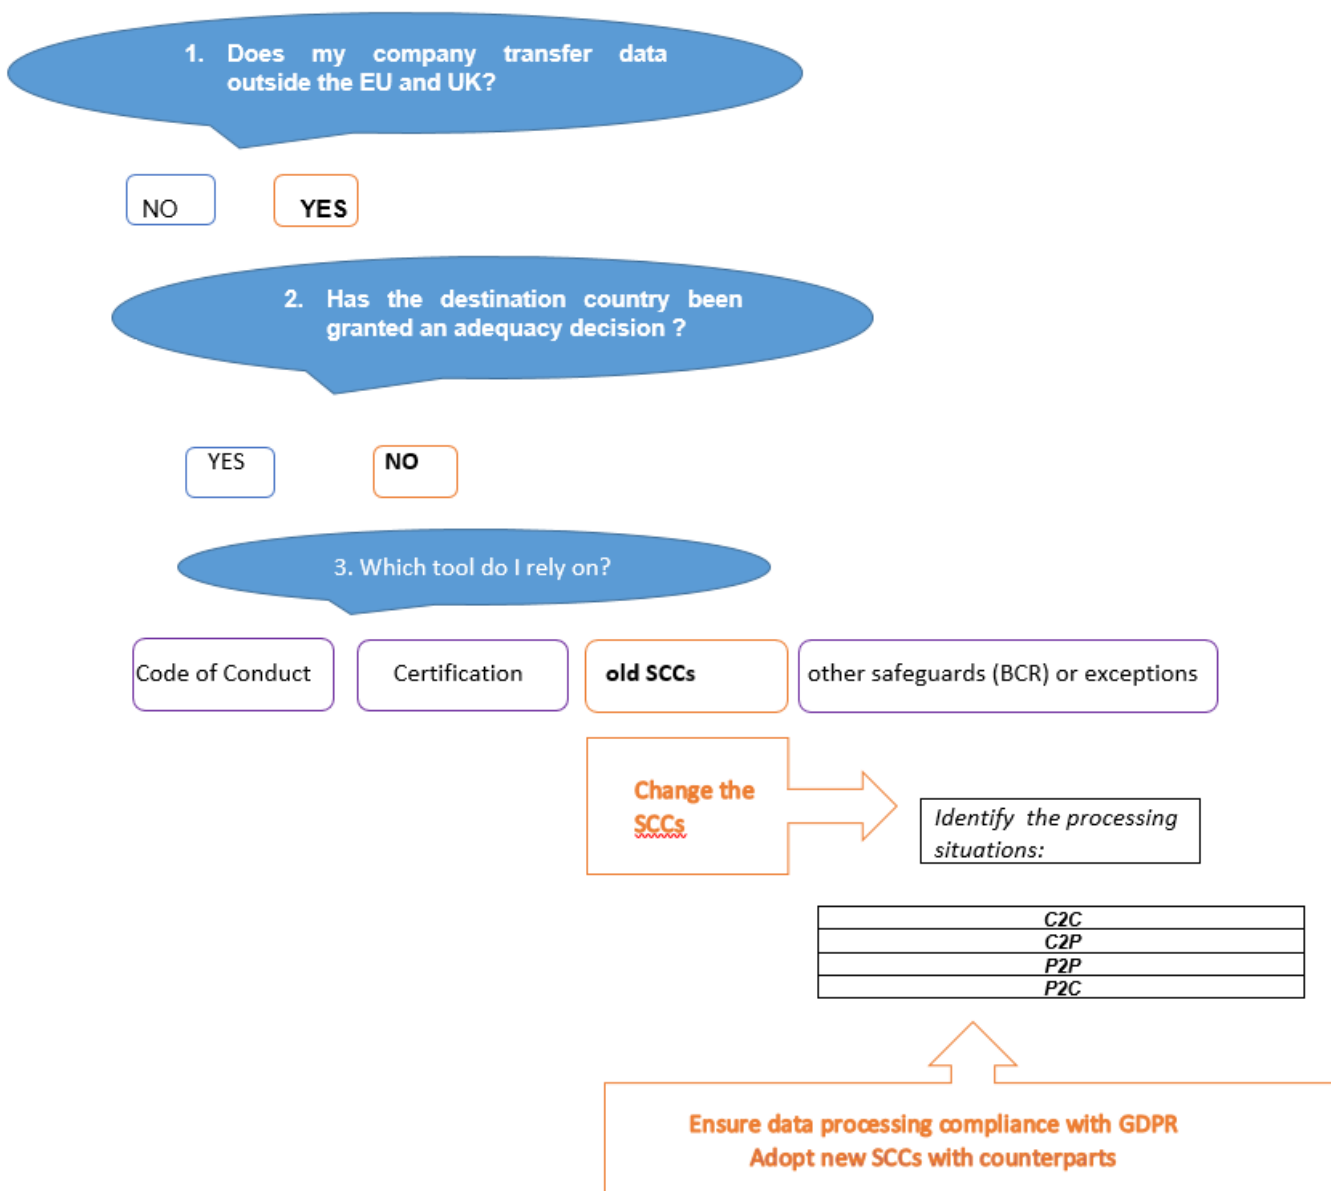 1. Does my company transfer data
outside the EU and UK?
NO
YES
2. Has the destination country been
granted an adequacy decision ?
YES
NO
3. Which tool do I rely on?
Code of Conduct
Certification
old SCCs
other safeguards (BCR) or exceptions
Change the
SCCs
Identify the processing
situations:
C2C
C2P
P2P
P2C
Ensure data processing compliance with GDPR
Adopt new SCCs with counterparts